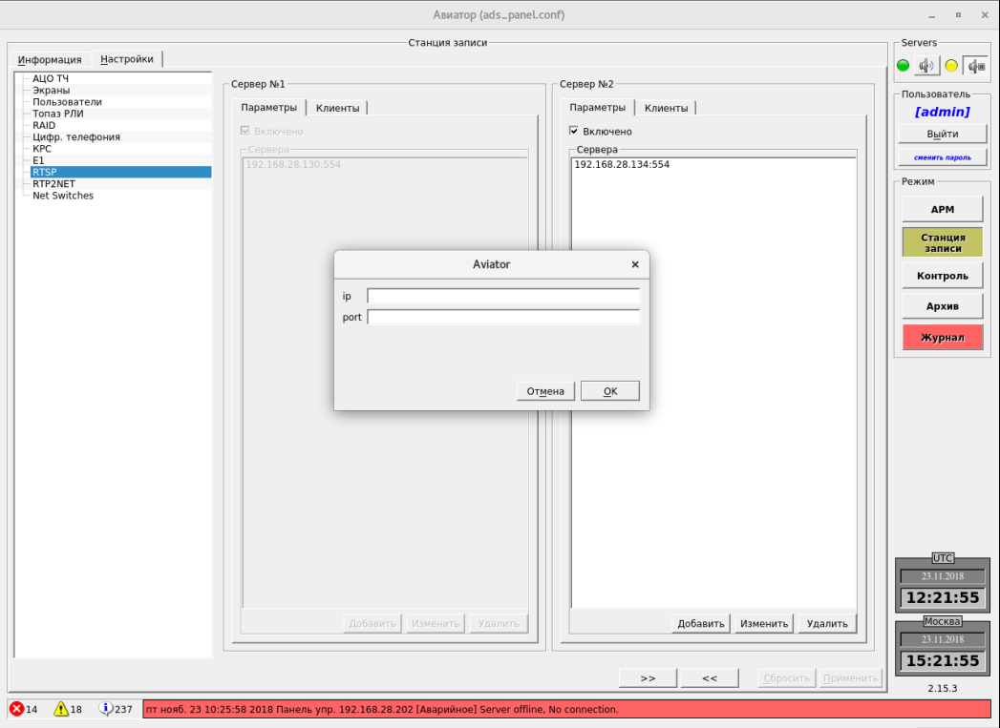 Авиатор (ads_panel.conf)
Станция записи
Информация
Настройки
АЦО ТЧ
Экраны
Пользователи
Топаз РЛИ
RAID
Цифр. телефония
КРС
E1
RTSP
RTP2NET
Net Switches
Сервер №1
Параметры
Клиенты
Включено
Сервера
192.168.28.130:554
Добавить
Изменить
Удалить
Сервер №2
Параметры
Клиенты
Включено
Сервера
192.168.28.134:554
Добавить
Изменить
Удалить
Aviator
ip
port
Отмена
OK
>>
<<
Сбросить
Применить
Servers
Пользователь
[admin]
Выйти
сменить пароль
Режим
АРМ
Станция
записи
Контроль
Архив
Журнал
UTC
23.11.2018
12:21:55
Москва
23.11.2018
15:21:55
2.15.3
14
18
237
пт нояб. 23 10:25:58 2018 Панель упр. 192.168.28.202 [Аварийное] Server offline, No connection.